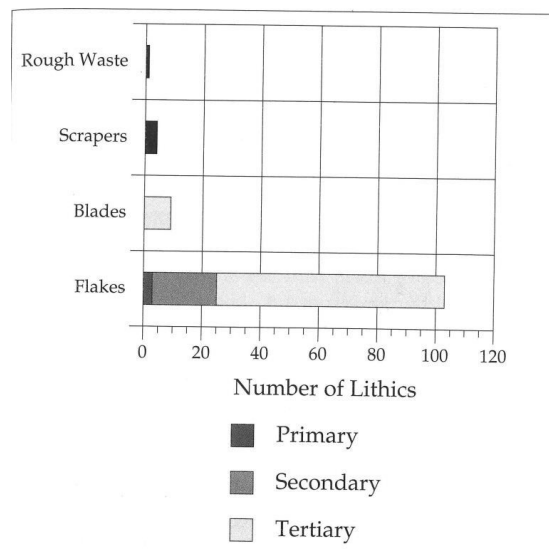 Rough Waste
Scrapers
Blades
Flakes
0 20 40 60 80 100 120
Number of Lithics
Primary
Secondary
Tertiary